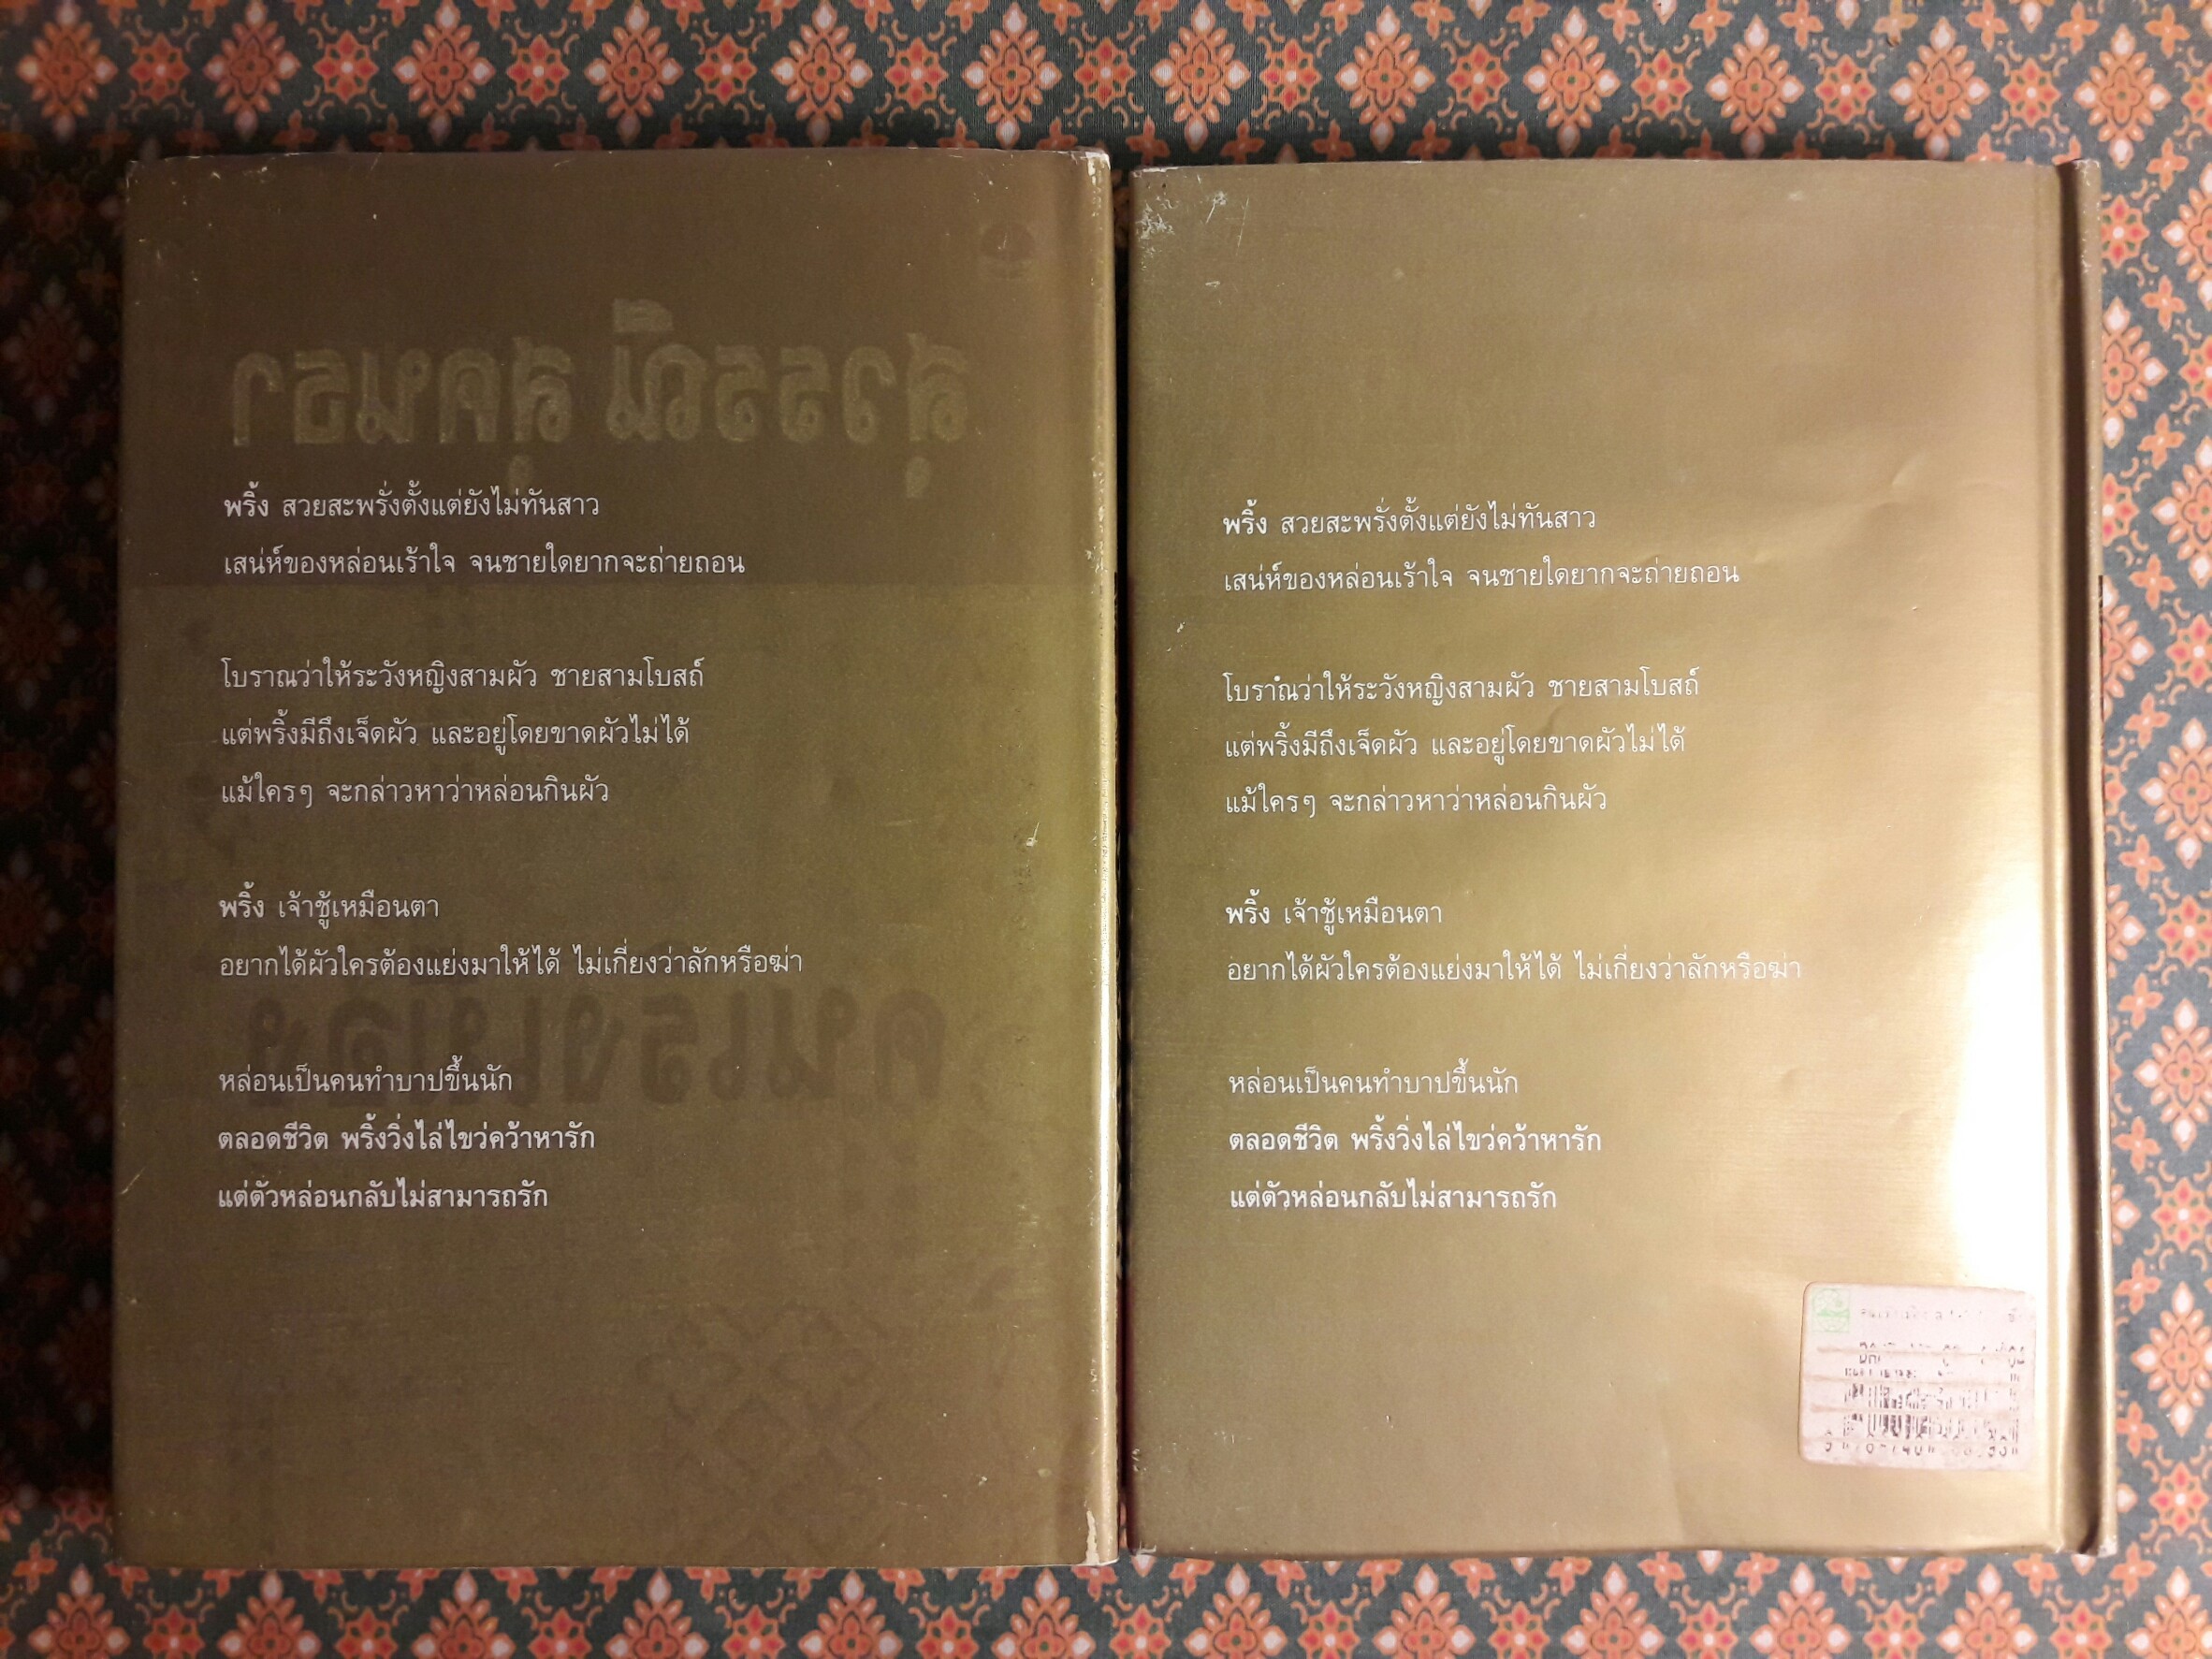 สุวรรณี สุคนธา
พริ้ง สวยสะพรั่งตั้งแต่ยังไม่ทันสาว
เสน่ห์ของหล่อนเร้าใจ จนชายใดยากจะถ่ายถอน
โบราณว่าให้ระวังหญิงสามผัว ชายสามโบสถ์
แต่พริ้งมีถึงเจ็ดผัว และอยู่โดยขาดผัวไม่ได้
แม้ใครๆ จะกล่าวหาว่าหล่อนกินผัว
พริ้ง เจ้าชู้เหมือนตา
อยากได้ผัวใครต้องแย่งมาให้ได้ ไม่เกี่ยงว่าลักหรือฆ่า
คนเริงเมือง
หล่อนเป็นคนทำบาปขึ้นนัก
ตลอดชีวิต พริ้งวิ่งไล่ไขว่คว้าหารัก
แต่ตัวหล่อนกลับไม่สามารถรัก
พริ้ง สวยสะพรั่งตั้งแต่ยังไม่ทันสาว
เสน่ห์ของหล่อนเร้าใจ จนชายใดยากจะถ่ายถอน
โบราณว่าให้ระวังหญิงสามผัว ชายสามโบสถ์
แต่พริ้งมีถึงเจ็ดผัว และอยู่โดยขาดผัวไม่ได้
แม้ใครๆ จะกล่าวหาว่าหล่อนกินผัว
พริ้ง เจ้าชู้เหมือนตา
อยากได้ผัวใครต้องแย่งมาให้ได้ ไม่เกี่ยงว่าลักหรือฆ่า
หล่อนเป็นคนทำบาปขึ้นนัก
ตลอดชีวิต พริ้งวิ่งไล่ไขว่คว้าหารัก
แต่ตัวหล่อนกลับไม่สามารถรัก